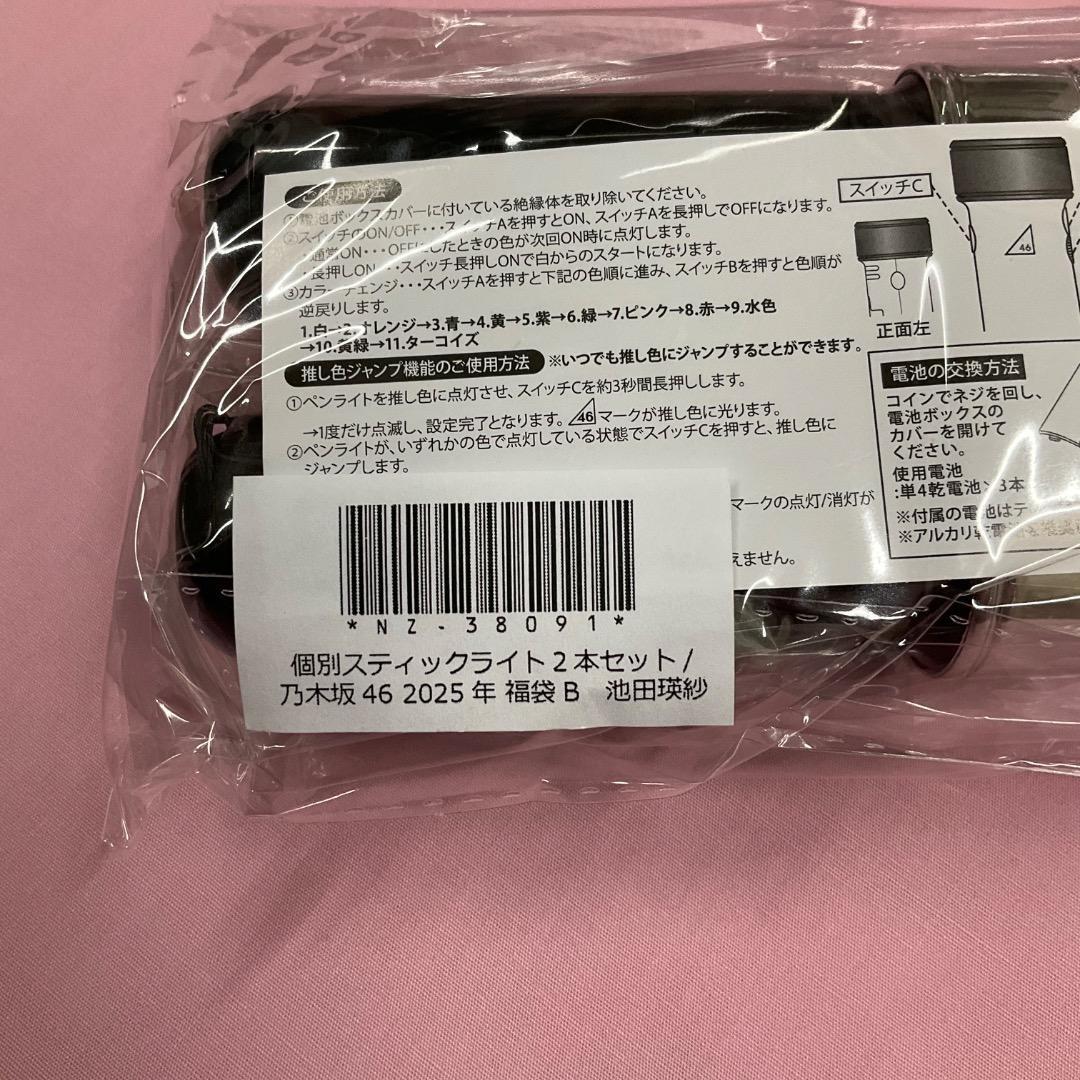 ご使用方法
①電池ボックスカバーに付いている絶縁体を取り除いてください。
②スイッチのON/OFF・・・スイッチAを押すとON、スイッチAを長押しでOFFになります。
・通常ON・・・OFFにしたときの色が次回ON時に点灯します。
・長押しON・・・スイッチ長押しONで白からのスタートになります。
③カラーチェンジ・・・スイッチAを押すと下記の色順に進み、スイッチBを押すと色順が
逆戻りします。
1.白→2.オレンジ→3.青→4.黄→5.紫→6.緑→7.ピンク→8.赤→9.水色
→10.黄緑→11.ターコイズ
推し色ジャンプ機能のご使用方法 ※いつでも推し色にジャンプすることができます。
①ペンライトを推し色に点灯させ、スイッチCを約3秒間長押しします。
→1度だけ点滅し、設定完了となります。46マークが推し色に光ります。
②ペンライトが、いずれかの色で点灯している状態でスイッチCを押すと、推し色に
ジャンプします。
マークの点灯/消灯が
えません。
スイッチC
46
正面左
電池の交換方法
コインでネジを回し、
電池ボックスの
カバーを開けて
ください。
使用電池
:単4乾電池×3本
※付属の電池はテ
※アルカリ乾電池を推奨
*NZ-38091*
個別スティックライト2本セット/
乃木坂46 2025年 福袋B 池田瑛紗